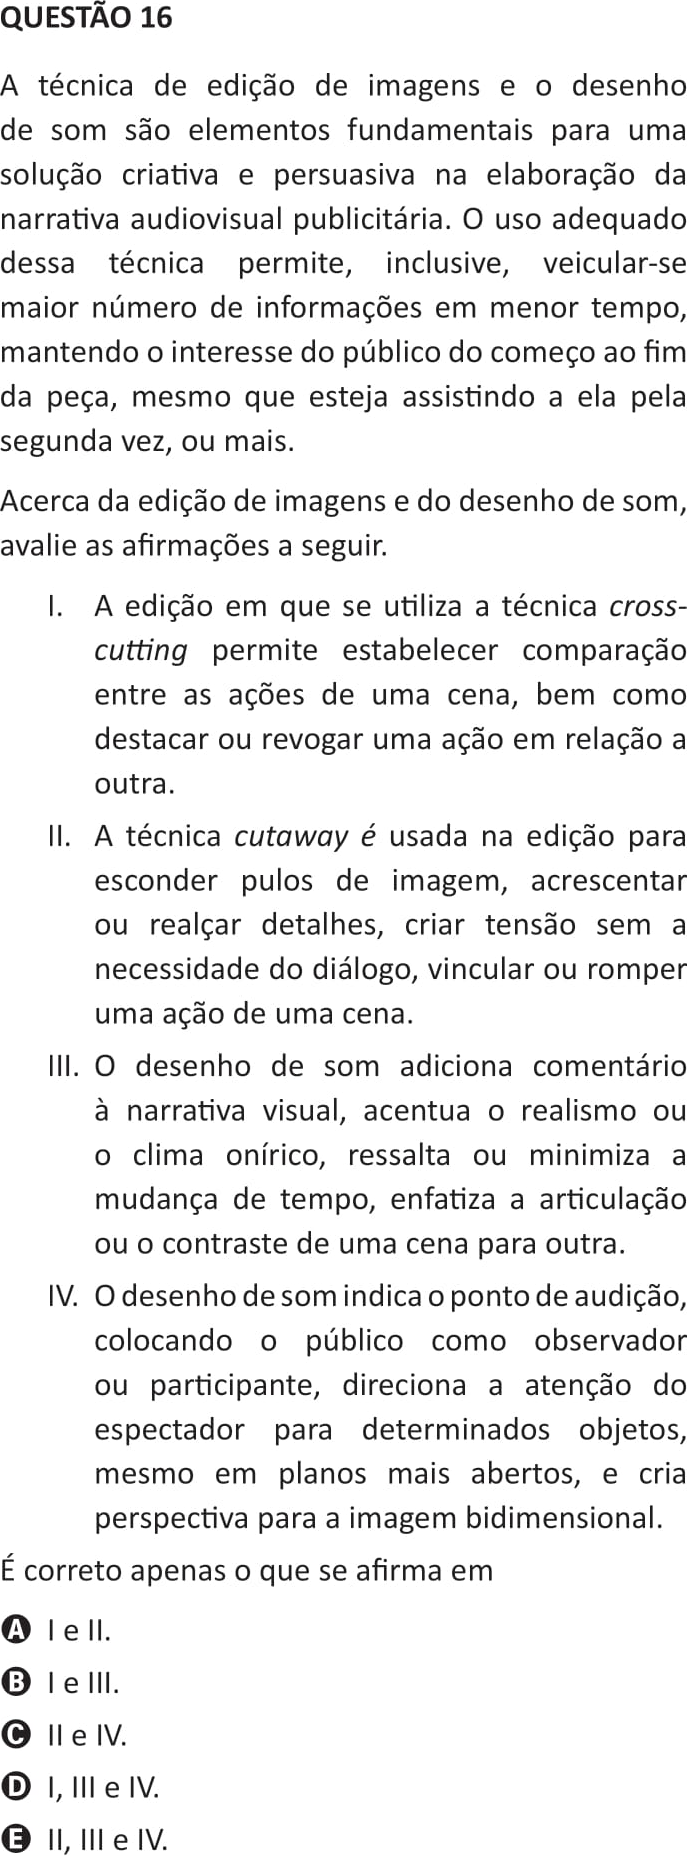 QUESTÃO 16
A técnica de edição de imagens e o desenho
de som são elementos fundamentais para uma
solução criativa e persuasiva na elaboração da
narrativa audiovisual publicitária. O uso adequado
dessa técnica permite, inclusive, veicular-se
maior número de informações em menor tempo,
mantendo o interesse do público do começo ao fim
da peça, mesmo que esteja assistindo a ela pela
segunda vez, ou mais.
Acerca da edição de imagens e do desenho de som,
avalie as afirmações a seguir.
I. A edição em que se utiliza a técnica cross-
cutting permite estabelecer comparação
entre as ações de uma cena, bem como
destacar ou revogar uma ação em relação a
outra.
II. A técnica cutaway é usada na edição para
esconder pulos de imagem, acrescentar
ou realçar detalhes, criar tensão sem a
necessidade do diálogo, vincular ou romper
uma ação de uma cena.
III. O desenho de som adiciona comentário
à narrativa visual, acentua o realismo ou
o clima onírico, ressalta ou minimiza a
mudança de tempo, enfatiza a articulação
ou o contraste de uma cena para outra.
IV. O desenho de som indica o ponto de audição,
colocando o público como observador
ou participante, direciona a atenção do
espectador para determinados objetos,
mesmo em planos mais abertos, e cria
perspectiva para a imagem bidimensional.
É correto apenas o que se afirma em
A I e II.
B I e III.
C II e IV.
D I, III e IV.
E II, III e IV.